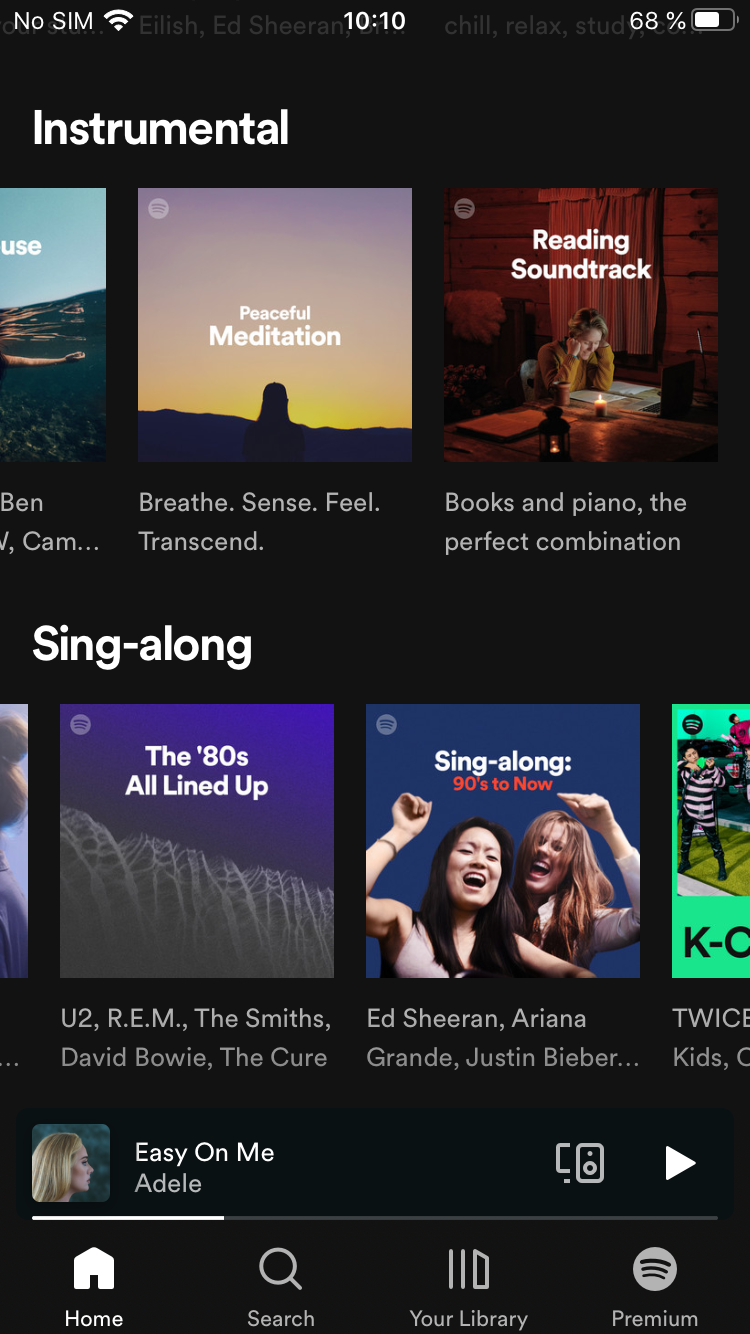 No SIM 10:10 68 %
Eilish, Ed Sheeran,
chill, relax, study,
Instrumental
use
Peaceful
Meditation
Reading
Soundtrack
Ben
Cam…
Breathe. Sense. Feel.
Transcend.
Books and piano, the
perfect combination
Sing-along
The '80s
All Lined Up
Sing-along:
90's to Now
K-C
…
U2, R.E.M., The Smiths,
David Bowie, The Cure
Ed Sheeran, Ariana
Grande, Justin Bieber…
TWICE
Kids,
Easy On Me
Adele
Home
Search
Your Library
Premium